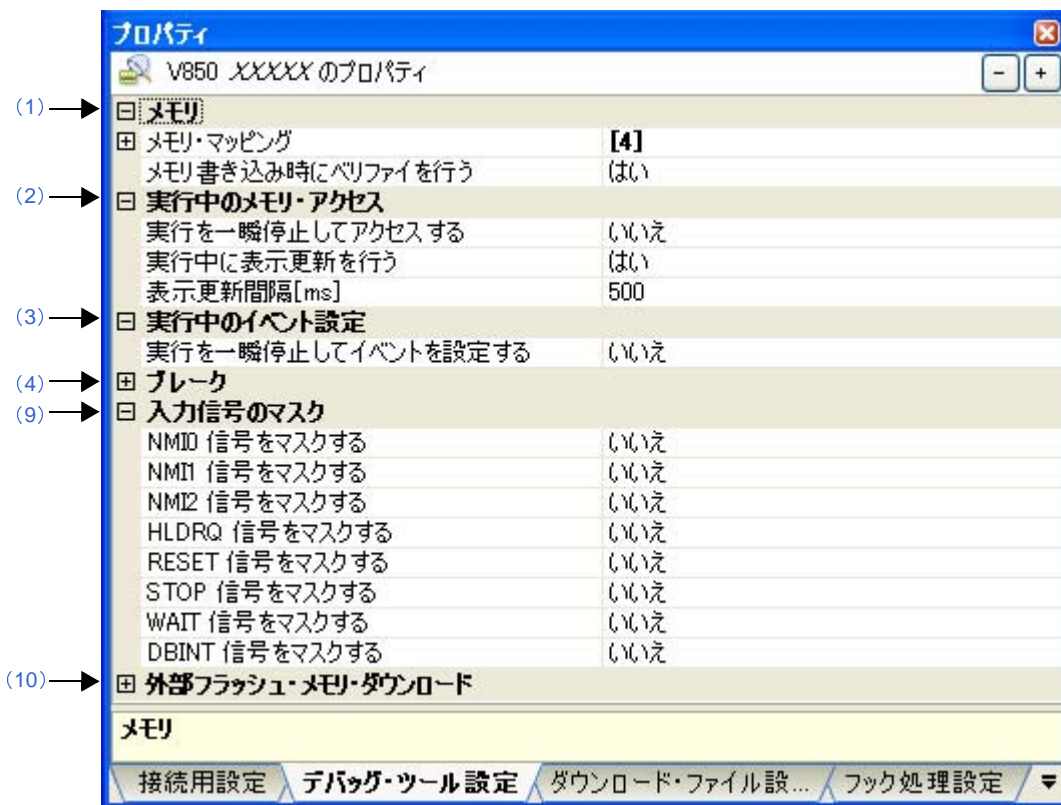 プロパティ
V850 XXXXX のプロパティ
(1) メモリ
メモリ・マッピング [4]
メモリ書き込み時にベリファイを行う はい
(2) 実行中のメモリ・アクセス
実行を一瞬停止してアクセスする いいえ
実行中に表示更新を行う はい
表示更新間隔[ms] 500
(3) 実行中のイベント設定
実行を一瞬停止してイベントを設定する いいえ
(4) ブレーク
(9) 入力信号のマスク
NMI0 信号をマスクする いいえ
NMI1 信号をマスクする いいえ
NMI2 信号をマスクする いいえ
HLDRQ 信号をマスクする いいえ
RESET 信号をマスクする いいえ
STOP 信号をマスクする いいえ
WAIT 信号をマスクする いいえ
DBINT 信号をマスクする いいえ
(10) 外部フラッシュ・メモリ・ダウンロード
メモリ
接続用設定 デバッグ・ツール設定 ダウンロード・ファイル設... フック処理設定